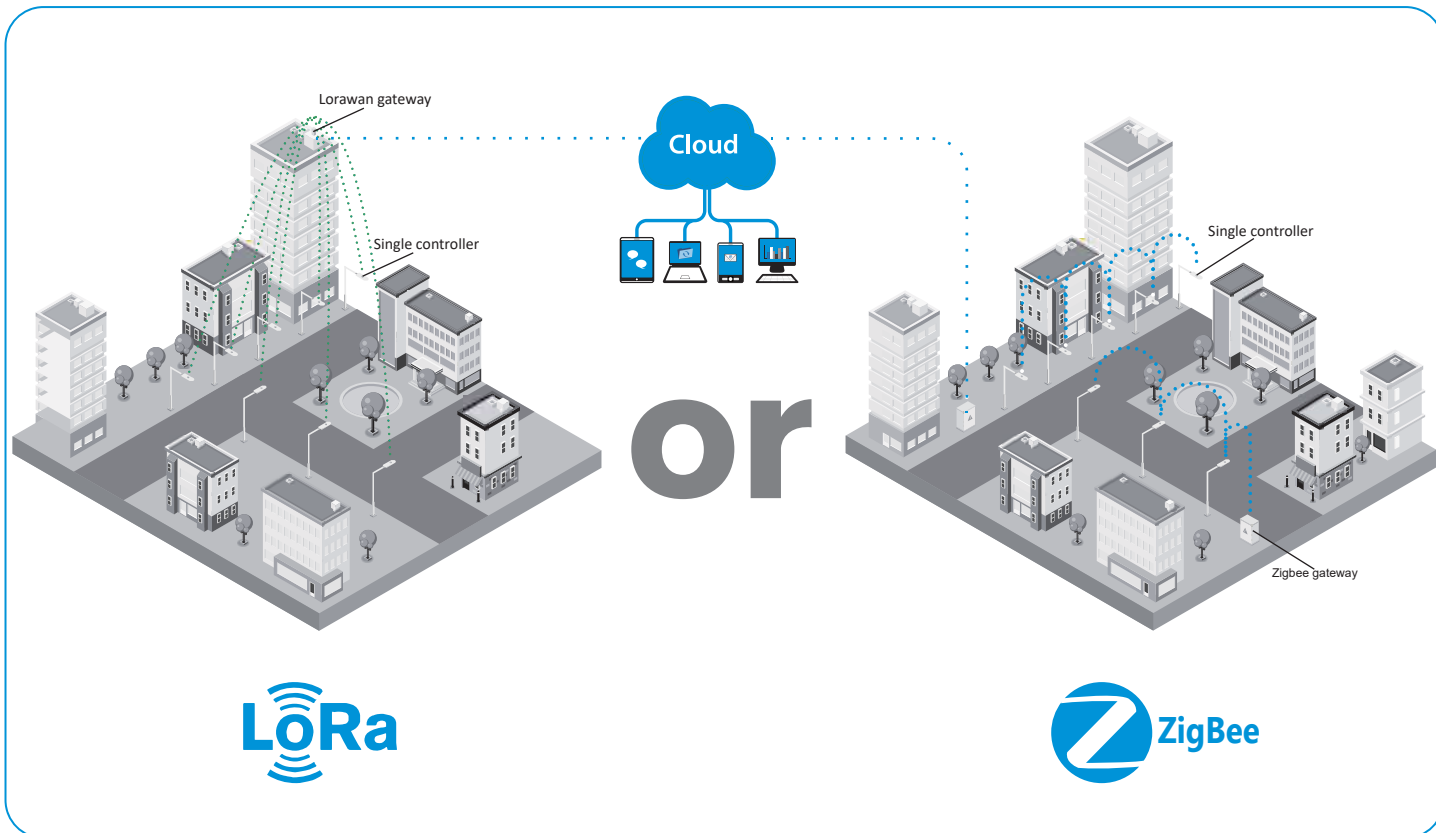 Lorawan gateway
Cloud
Single controller
Single controller
or
Zigbee gateway
LoRa
ZigBee